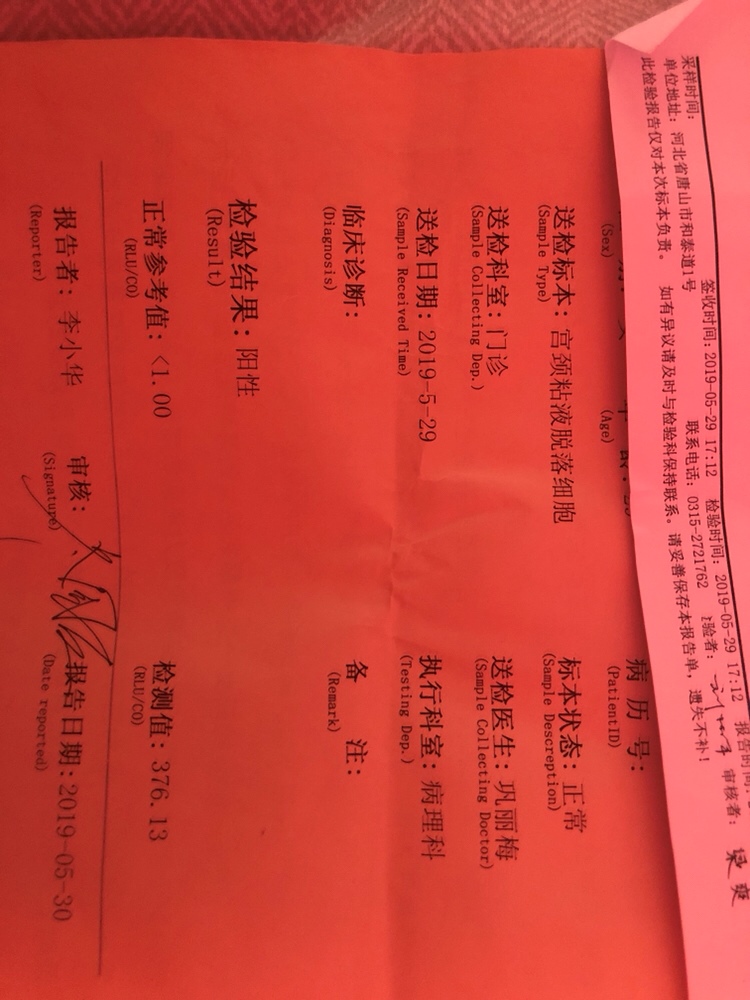 采样时间：
签收时间：2019-05-29 17:12 检验时间：2019-05-29 17:12 报告时间：
单位地址：河北省唐山市和泰道1号 联系电话：0315-2721762 验者： 审核者：
此检验报告仅对本次标本负责。 如有异议请及时与检验科保持联系。请妥善保存本报告单，遗失不补！
病历号：
(Sex) (Age) (PatientID)
送检标本：宫颈粘液脱落细胞 标本状态：正常
(Sample Type) (Sample Descreption)
送检科室：门诊 送检医生：巩丽梅
(Sample Collecting Dep.) (Sample Collecting Doctor)
送检日期：2019-5-29 执行科室：病理科
(Sample Received Time) (Testing Dep.)
临床诊断： 备 注：
(Diagnosis) (Remark)
检验结果：阳性
(Result)
正常参考值：<1.00 检测值：376.13
(RLU/CO) (RLU/CO)
报告者：李小华 审核： 报告日期：2019-05-30
(Reporter) (Signature) (Date reported)